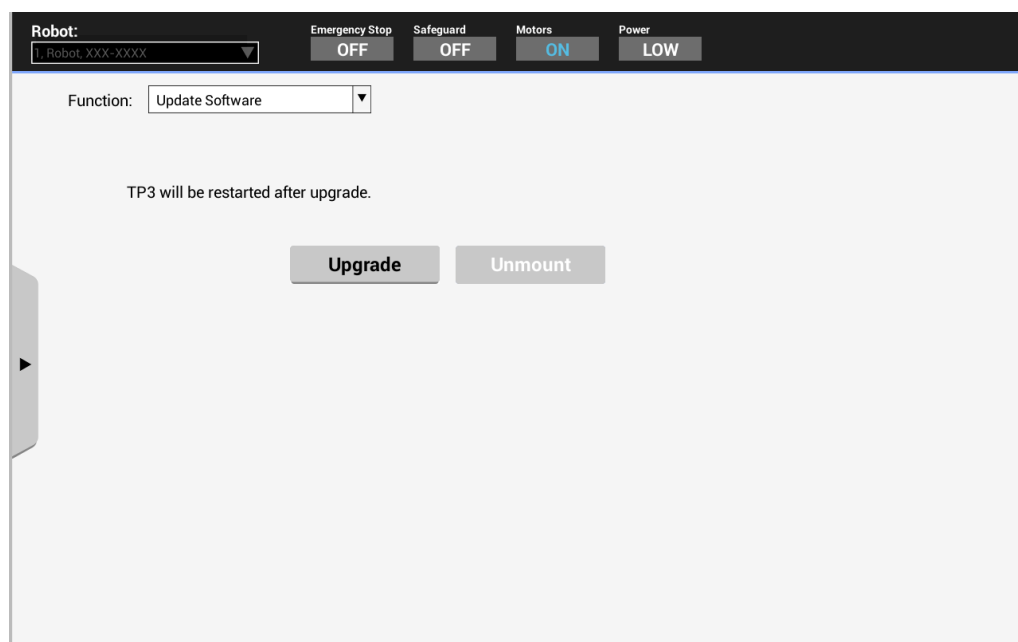 Robot:
1, Robot, XXX-XXXX
Emergency Stop
OFF
Safeguard
OFF
Motors
ON
Power
LOW
Function:
Update Software
TP3 will be restarted after upgrade.
Upgrade
Unmount